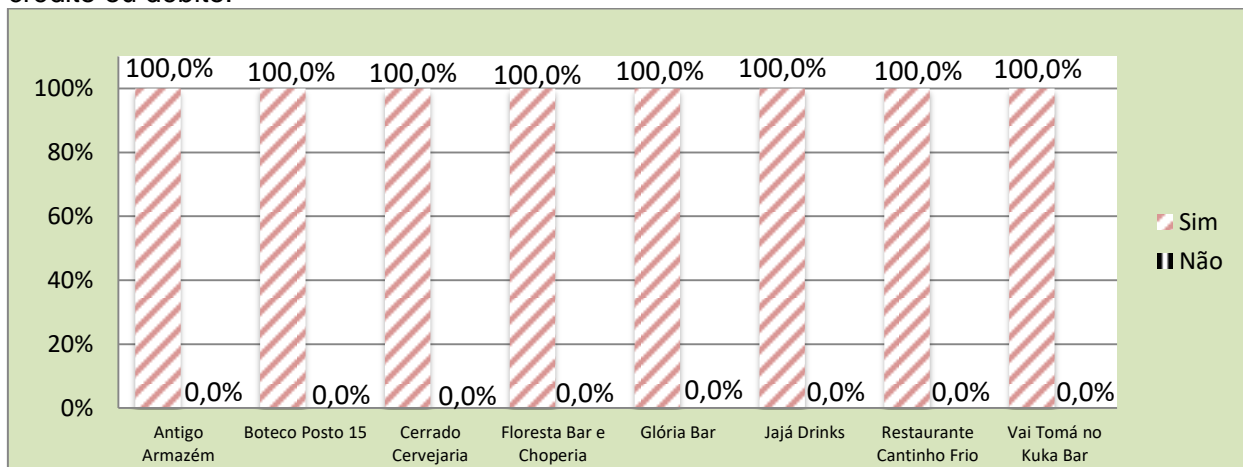 crédito ou débito.
100,0% 100,0% 100,0% 100,0% 100,0% 100,0% 100,0% 100,0%
100%
80%
60%
40%
20%
0%
0,0% 0,0% 0,0% 0,0% 0,0% 0,0% 0,0% 0,0%
Antigo Armazém
Boteco Posto 15
Cerrado Cervejaria
Floresta Bar e Choperia
Glória Bar
Jajá Drinks
Restaurante Cantinho Frio
Vai Tomá no Kuka Bar
Sim
Não